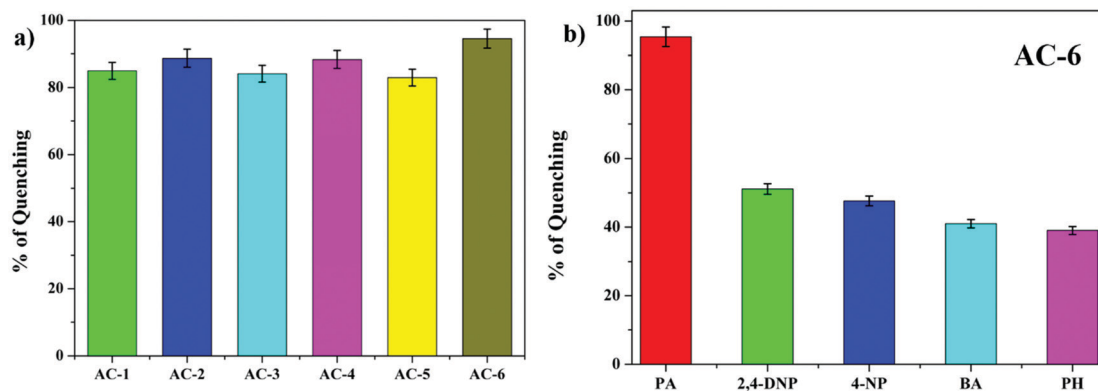 a)
% of Quenching
100
80
60
40
20
0
AC-1 AC-2 AC-3 AC-4 AC-5 AC-6
b)
AC-6
% of Quenching
100
80
60
40
20
0
PA 2,4-DNP 4-NP BA PH